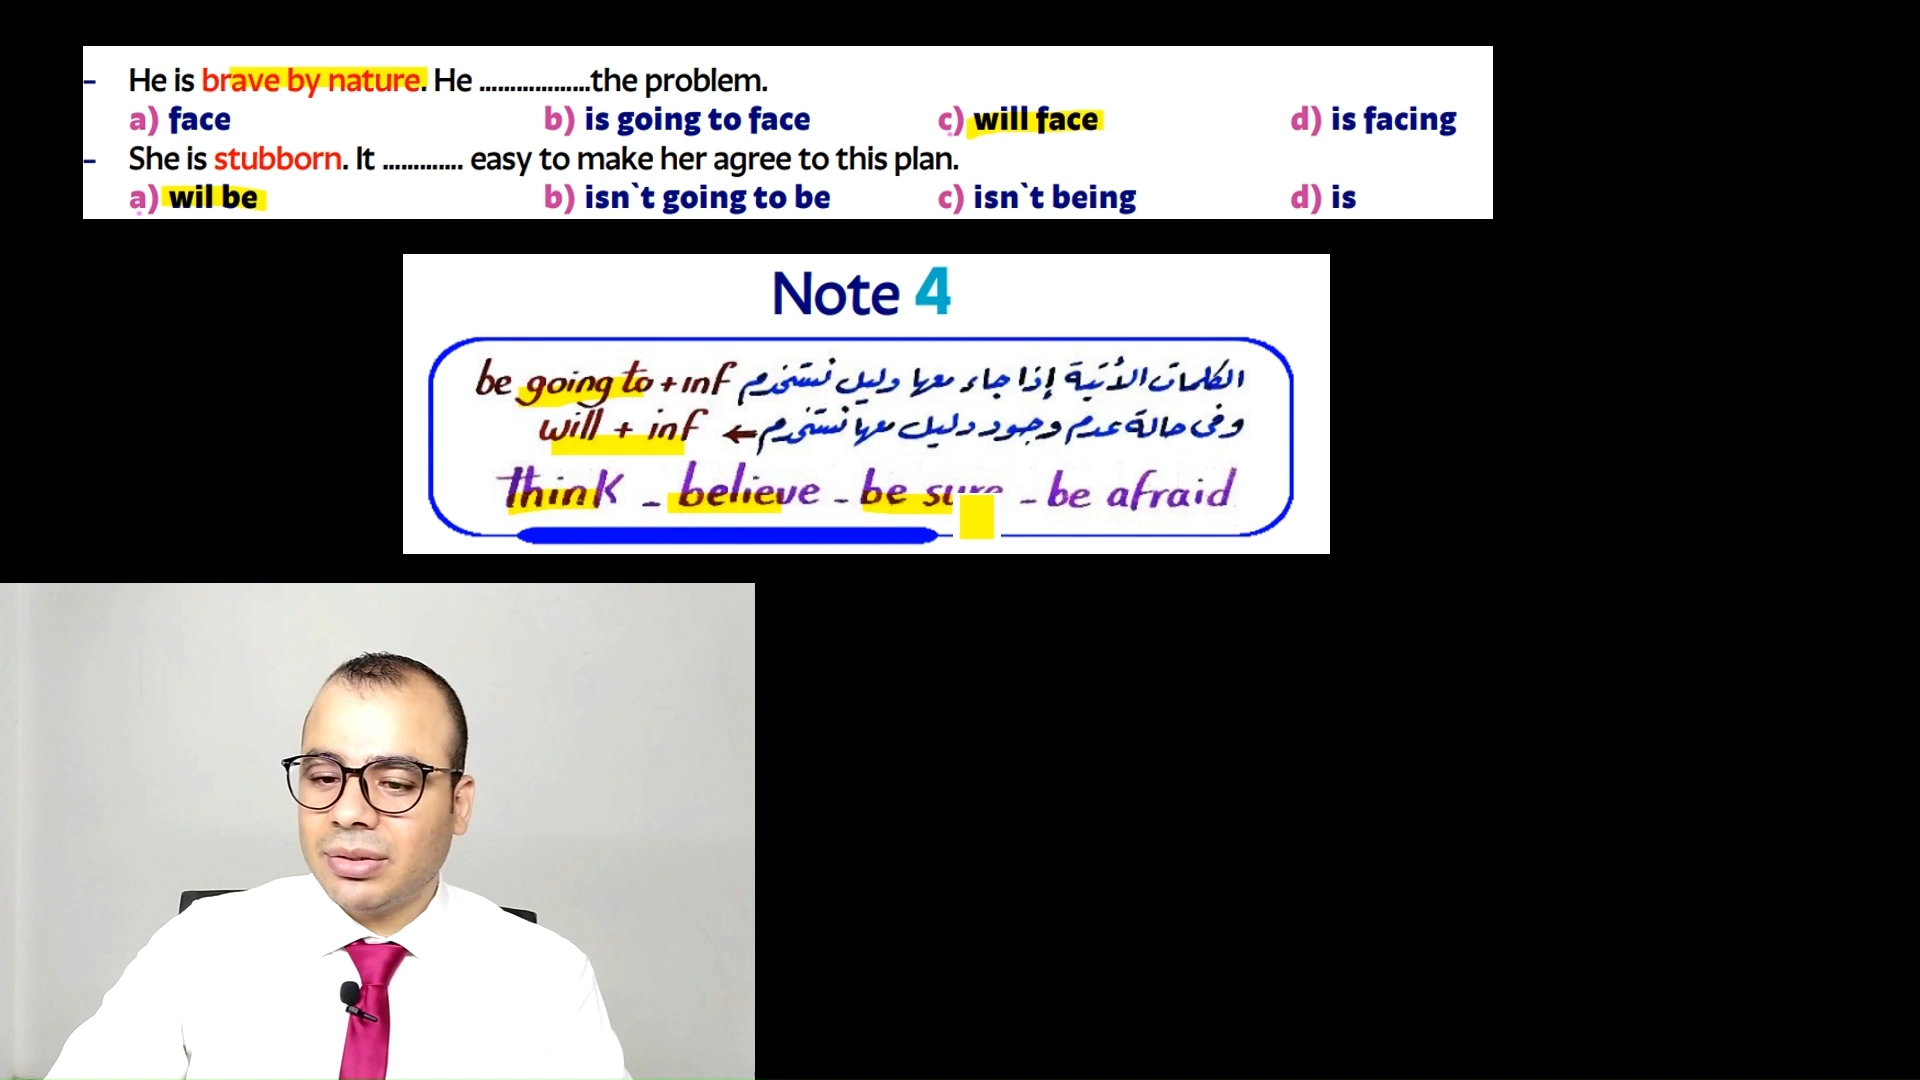 - He is brave by nature. He ..................the problem.
a) face b) is going to face c) will face d) is facing
- She is stubborn. It ............. easy to make her agree to this plan.
a) wil be b) isn`t going to be c) isn`t being d) is
Note 4
الكلمات الأتية إذا جاء معها دليل نستخدم be going to + inf
وفى حالة عدم وجود دليل معها نستخدم ← will + inf
think - believe - be sure - be afraid